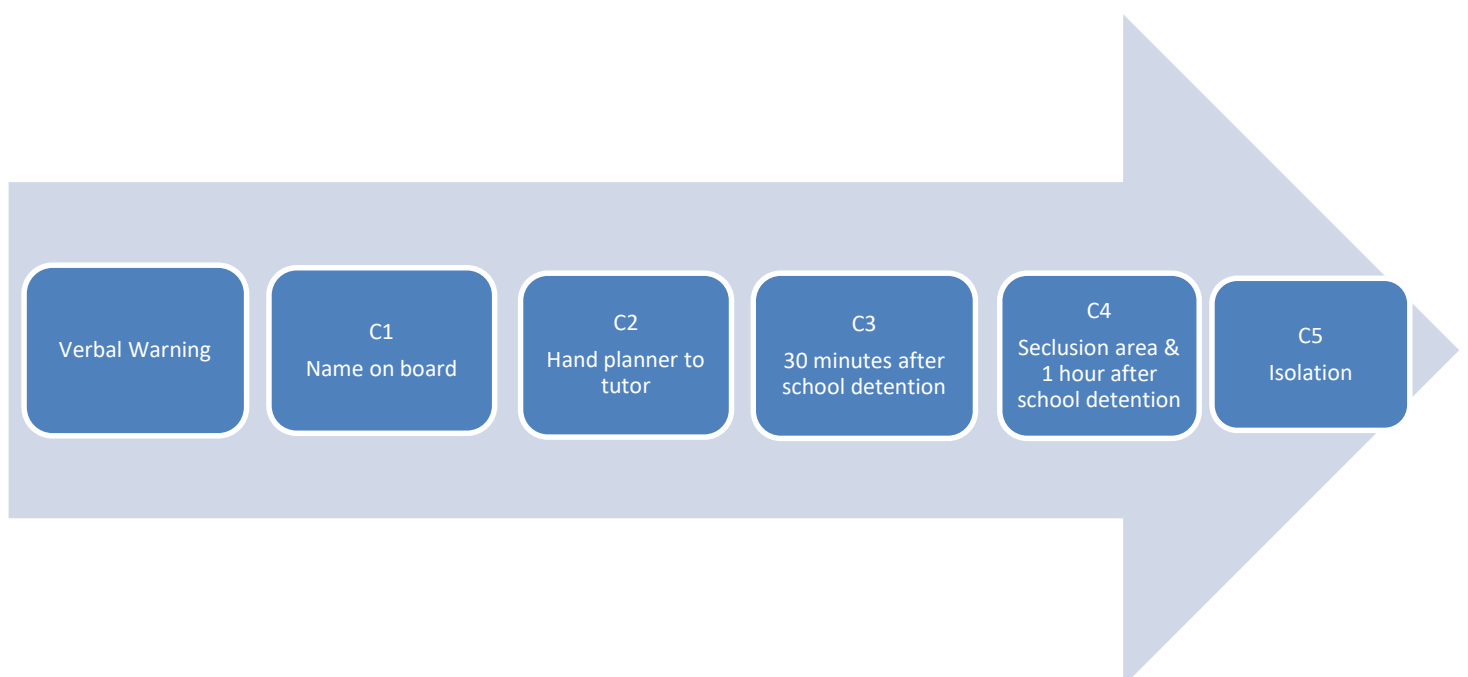 Verbal Warning
C1
Name on board
C2
Hand planner to
tutor
C3
30 minutes after
school detention
C4
Seclusion area &
1 hour after
school detention
C5
Isolation